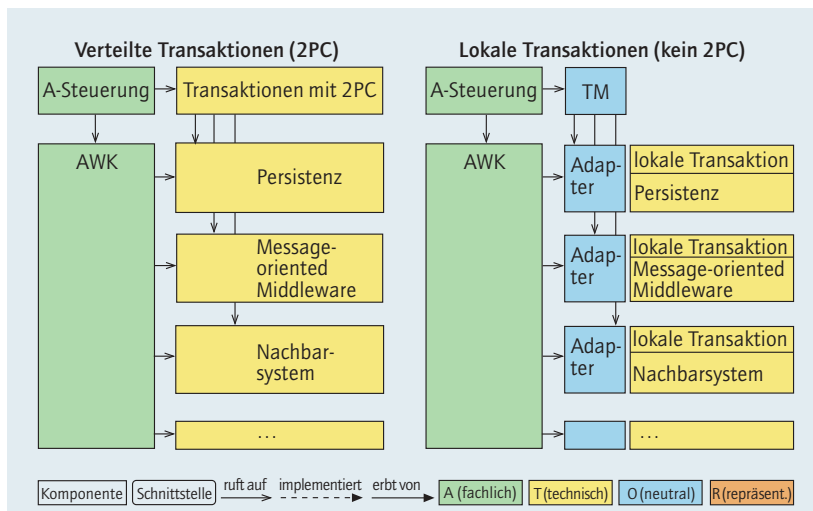 Verteilte Transaktionen (2PC)
A-Steuerung
Transaktionen mit 2PC
AWK
Persistenz
Message-
oriented
Middleware
Nachbar-
system
...
Lokale Transaktionen (kein 2PC)
A-Steuerung
TM
AWK
Adap-
ter
lokale Transaktion
Persistenz
Adap-
ter
lokale Transaktion
Message-oriented
Middleware
Adap-
ter
lokale Transaktion
Nachbarsystem
...
Komponente
Schnittstelle
ruft auf
implementiert
erbt von
A (fachlich)
T (technisch)
O (neutral)
R (repräsent.)